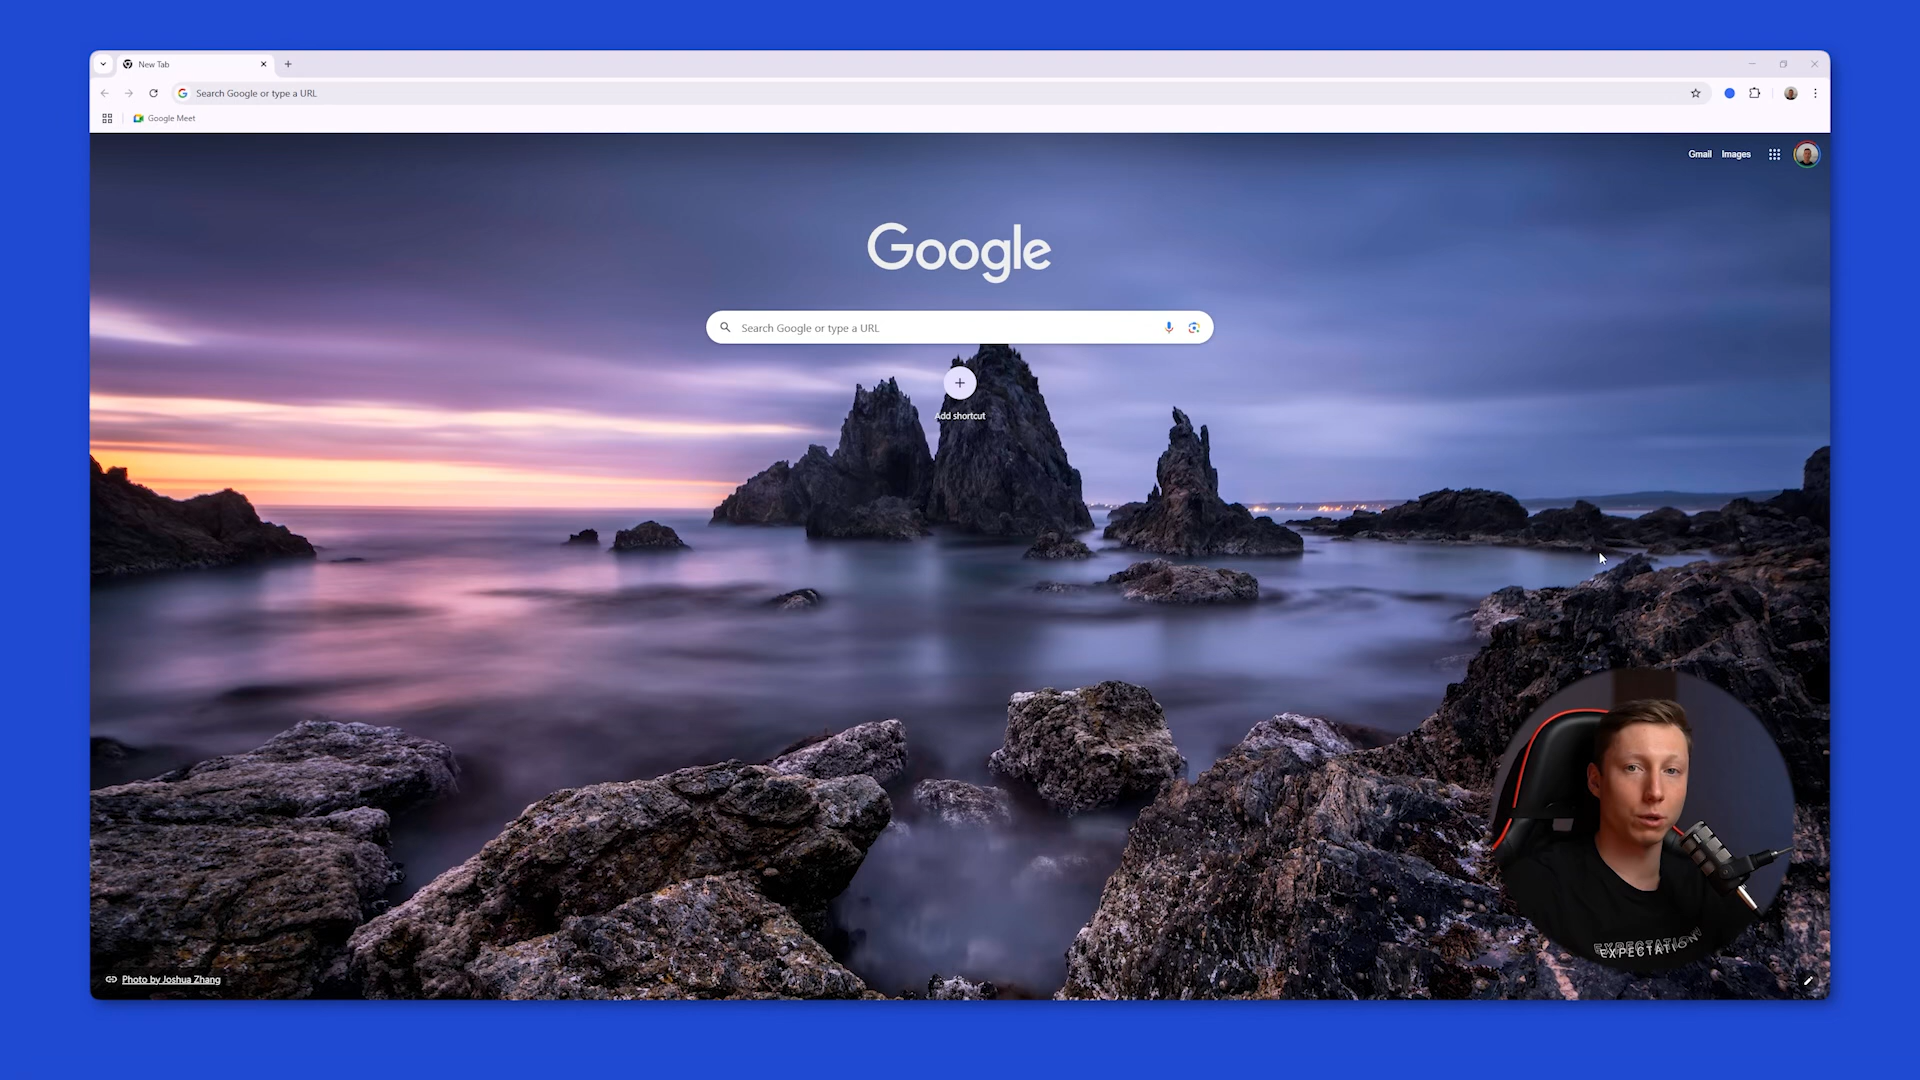 New Tab
Search Google or type a URL
Google Meet
Gmail Images
Google
Search Google or type a URL
Add shortcut
EXPECTATION
Photo by Joshua Zhang